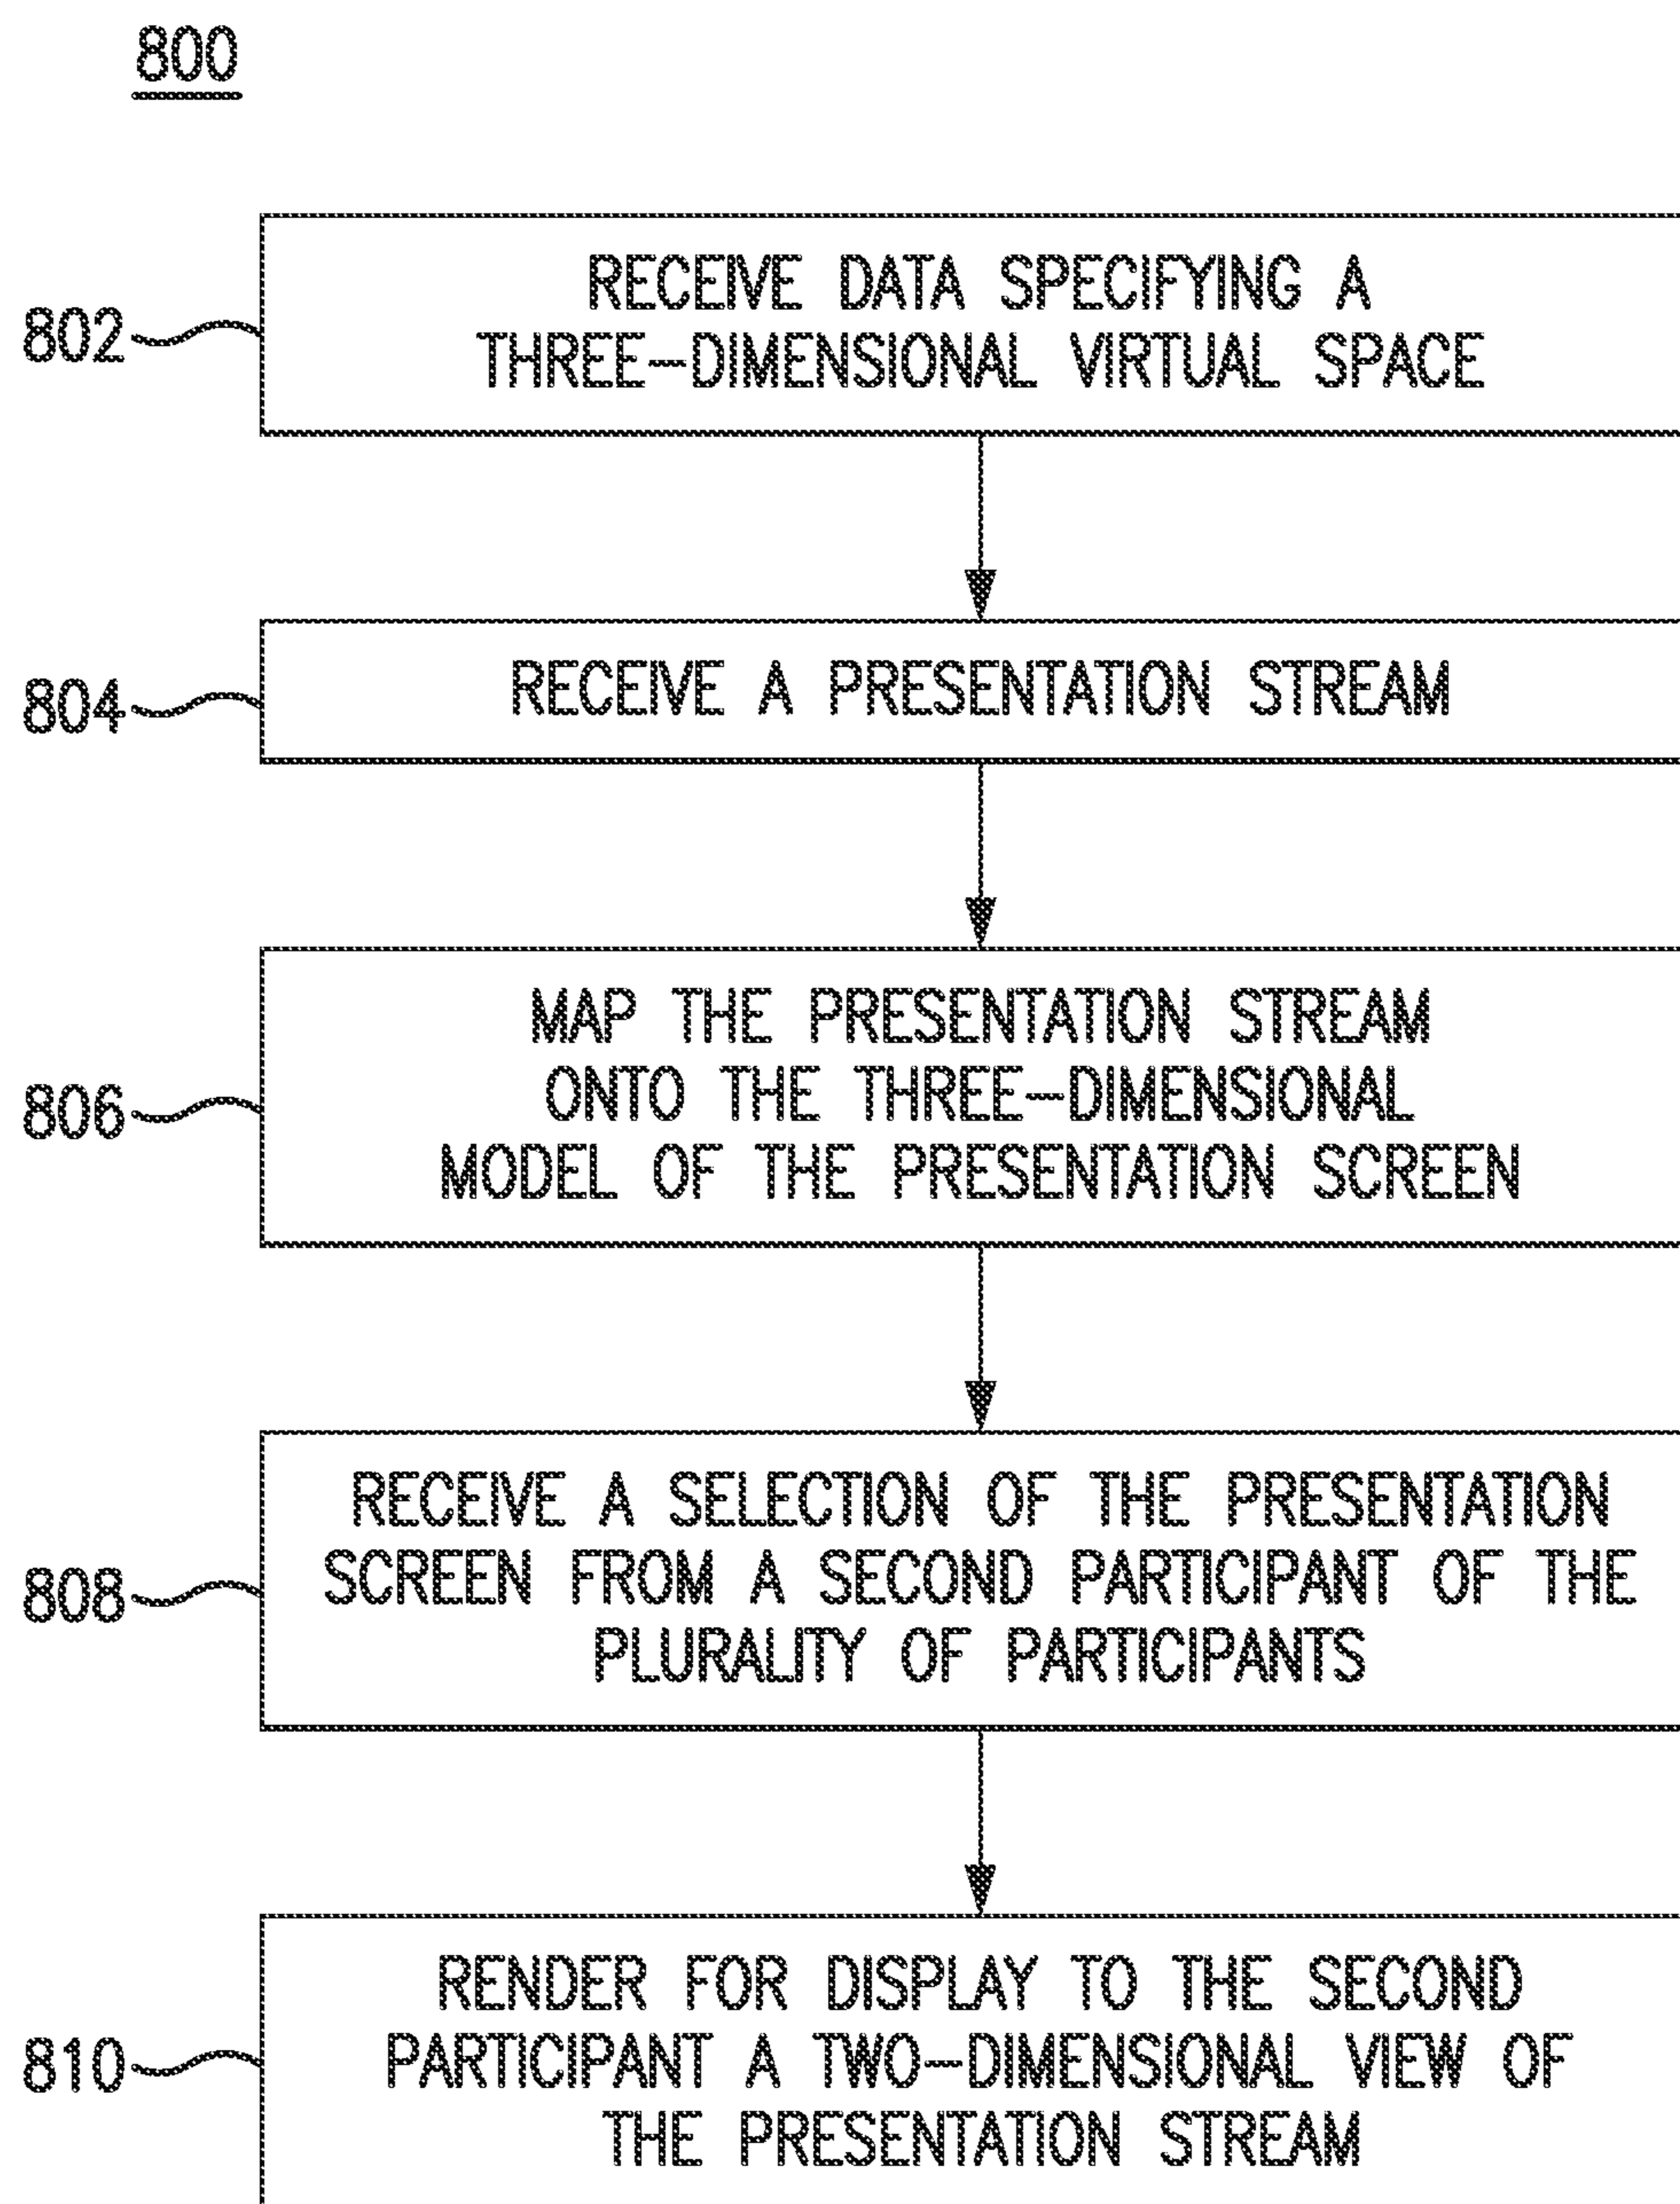 800
802
RECEIVE DATA SPECIFYING A
THREE-DIMENSIONAL VIRTUAL SPACE
804
RECEIVE A PRESENTATION STREAM
806
MAP THE PRESENTATION STREAM
ONTO THE THREE-DIMENSIONAL
MODEL OF THE PRESENTATION SCREEN
808
RECEIVE A SELECTION OF THE PRESENTATION
SCREEN FROM A SECOND PARTICIPANT OF THE
PLURALITY OF PARTICIPANTS
810
RENDER FOR DISPLAY TO THE SECOND
PARTICIPANT A TWO-DIMENSIONAL VIEW OF
THE PRESENTATION STREAM